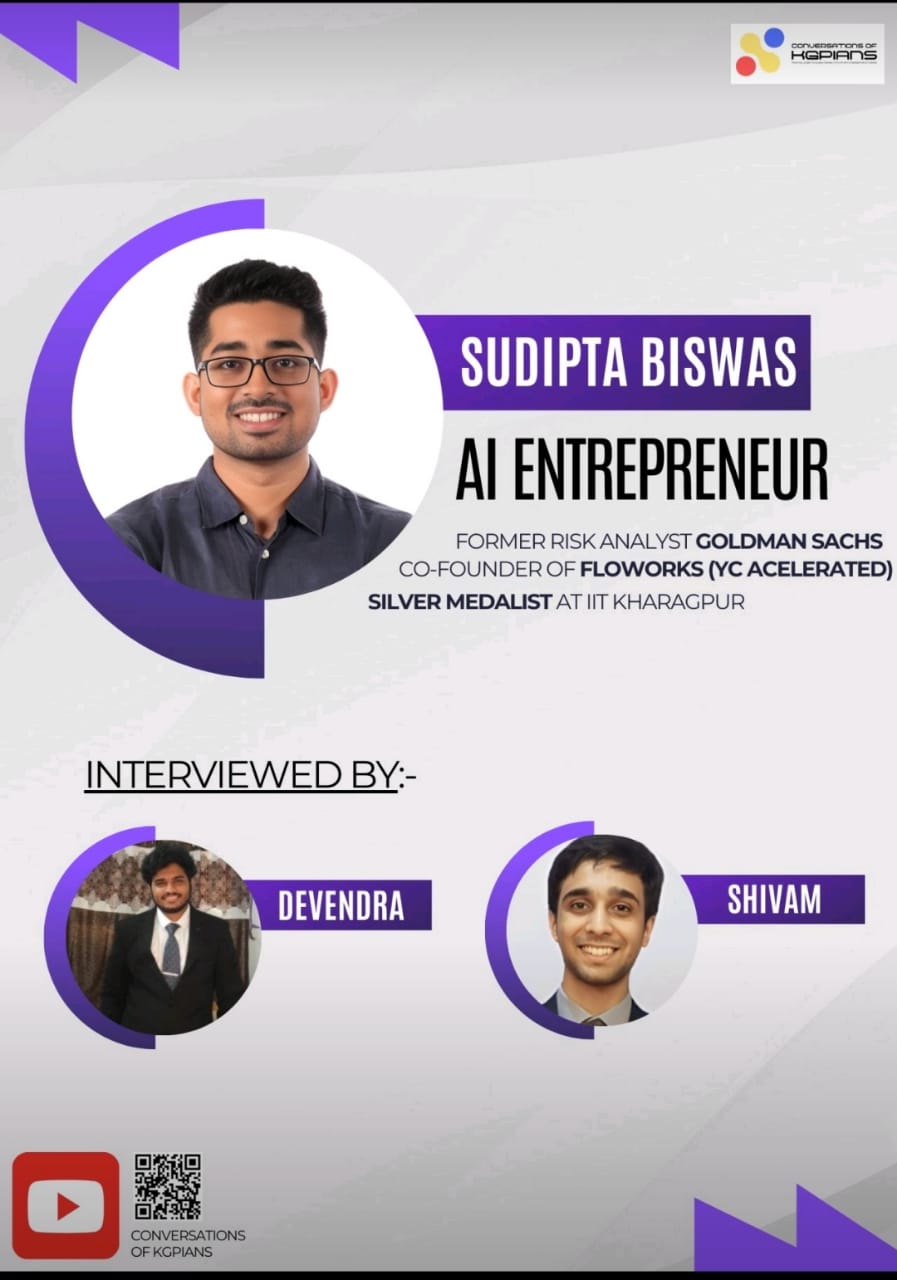 CONVERSATIONS OF
KGPIANS
SUDIPTA BISWAS
AI ENTREPRENEUR
FORMER RISK ANALYST GOLDMAN SACHS
CO-FOUNDER OF FLOWORKS (YC ACELERATED)
SILVER MEDALIST AT IIT KHARAGPUR
INTERVIEWED BY:-
DEVENDRA
SHIVAM
CONVERSATIONS
OF KGPIANS